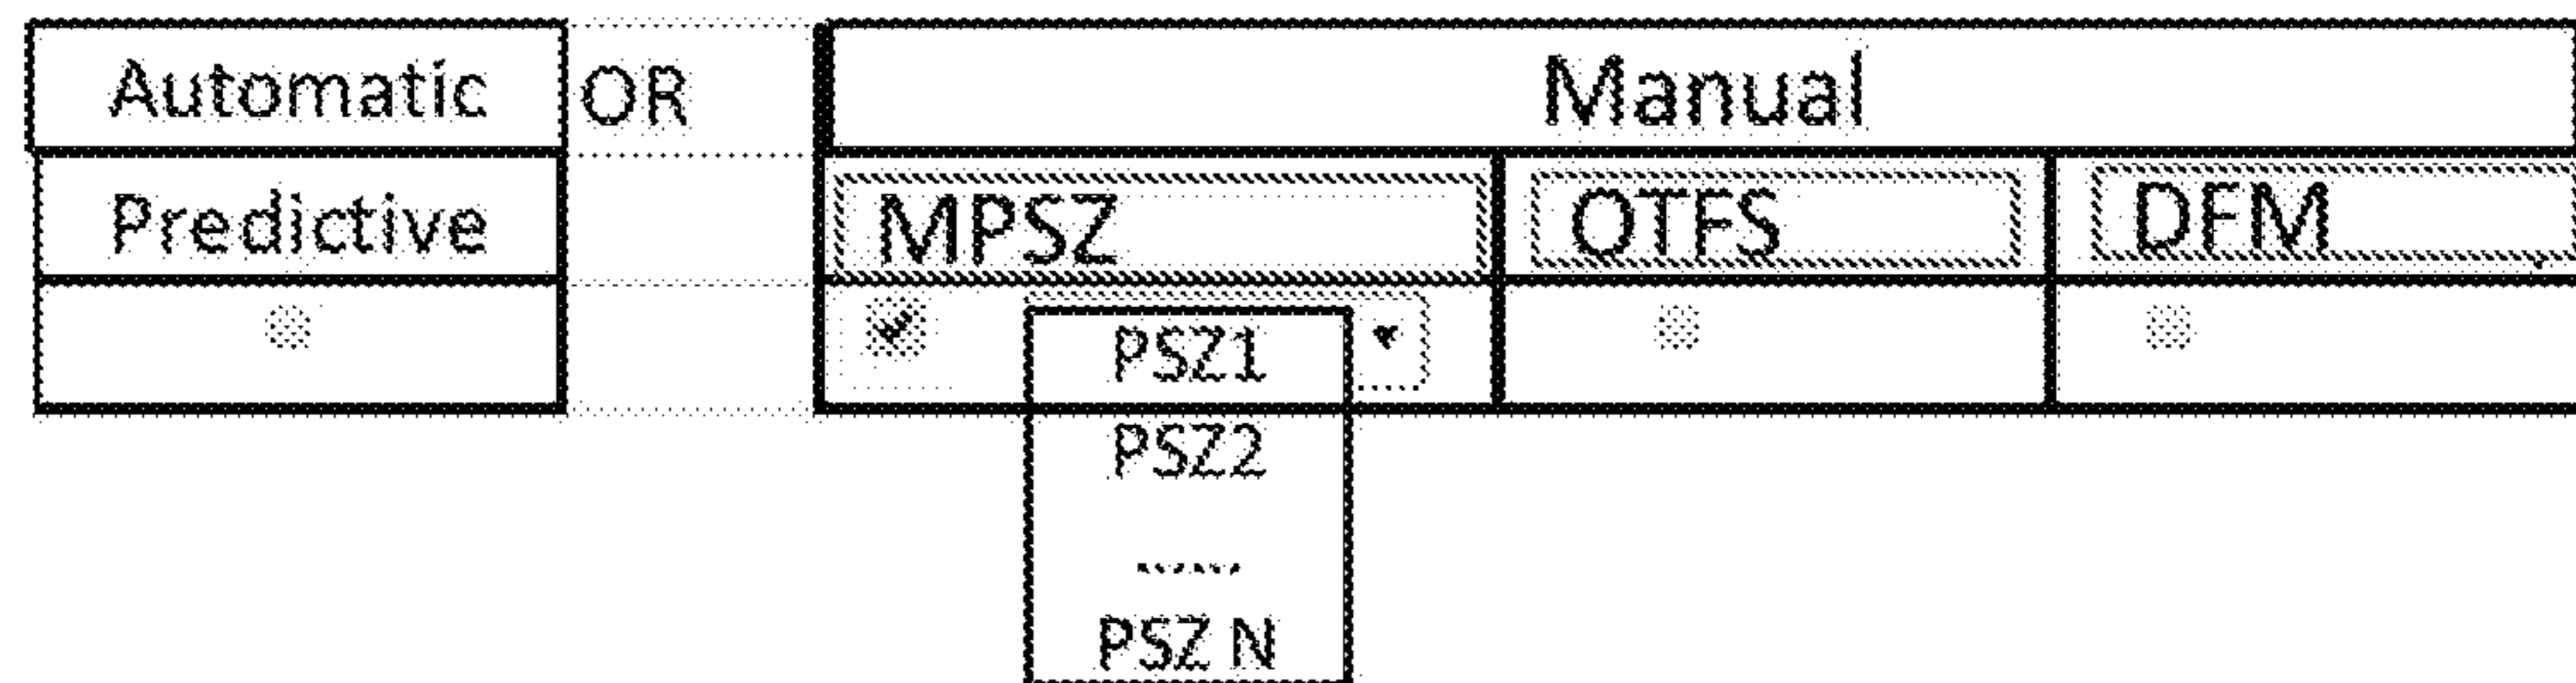 Automatic OR Manual
Predictive MPSZ OTFS DFM
PSZ1
PSZ2
......
PSZ N